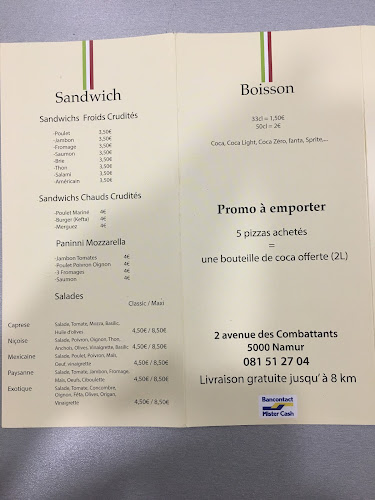 Sandwich
Sandwichs Froids Crudités
-Poulet 3,50€
-Jambon 3,50€
-Fromage 3,50€
-Saumon 3,50€
-Brie 3,50€
-Thon 3,50€
-Salami 3,50€
-Américain 3,50€
Sandwichs Chauds Crudités
-Poulet Mariné 4€
-Burger (Kefta) 4€
-Merguez 4€
Paninni Mozzarella
-Jambon Tomates 4€
-Poulet Poivron Oignon 4€
-3 Fromages 4€
-Saumon 4€
Salades
Classic / Maxi
Caprese Salade, Tomate, Mozza, Basilic,
Huile d'olives 4,50€ / 8,50€
Niçoise Salade, Poivron, Oignon, Thon,
Anchois, Olives, Vinaigrette, Basilic 4,50€ / 8,50€
Mexicaine Salade, Poulet, Poivron, Maïs,
Oeuf, vinaigrette 4,50€ / 8,50€
Paysanne Salade, Tomate, Jambon, Fromage,
Maïs, Oeufs, Ciboulette 4,50€ / 8,50€
Exotique Salade, Tomate, Concombre,
Oignon, Féta, Olives, Origan,
Vinaigrette 4,50€ / 8,50€
Boisson
33cl = 1,50€
50cl = 2€
Coca, Coca Light, Coca Zéro, Fanta, Sprite,...
Promo à emporter
5 pizzas achetés
=
une bouteille de coca offerte (2L)
2 avenue des Combattants
5000 Namur
081 51 27 04
Livraison gratuite jusqu'à 8 km
Bancontact
Mister Cash